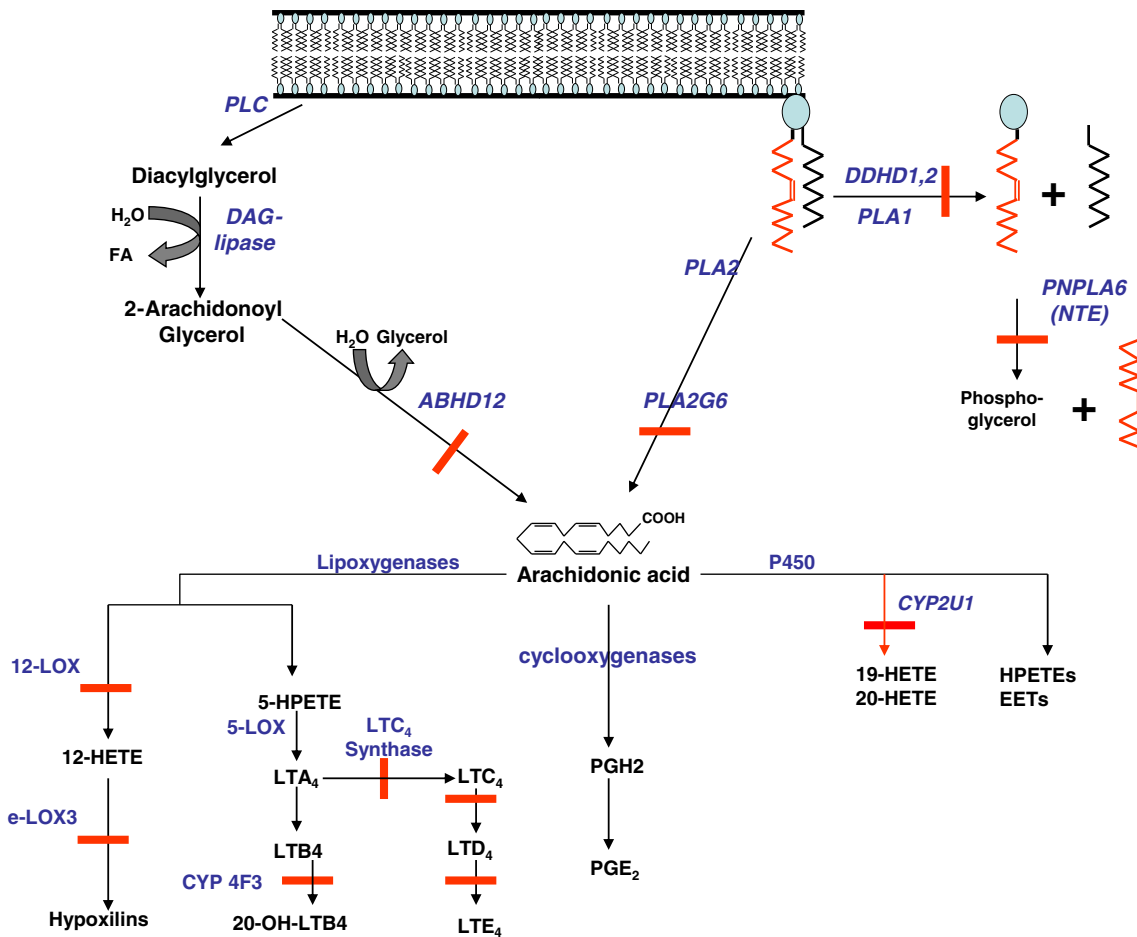 PLC
Diacylglycerol
H₂O
DAG-
lipase
FA
2-Arachidonoyl
Glycerol
H₂O Glycerol
ABHD12
DDHD1,2
PLA1
+
PLA2
PNPLA6
(NTE)
PLA2G6
Phospho-
glycerol
+
COOH
Arachidonic acid
Lipoxygenases
P450
CYP2U1
cyclooxygenases
12-LOX
19-HETE
20-HETE
HPETEs
EETs
5-HPETE
5-LOX
LTC₄
Synthase
12-HETE
LTA₄
LTC₄
PGH2
e-LOX3
LTB4
LTD₄
PGE₂
CYP 4F3
Hypoxilins
20-OH-LTB4
LTE₄